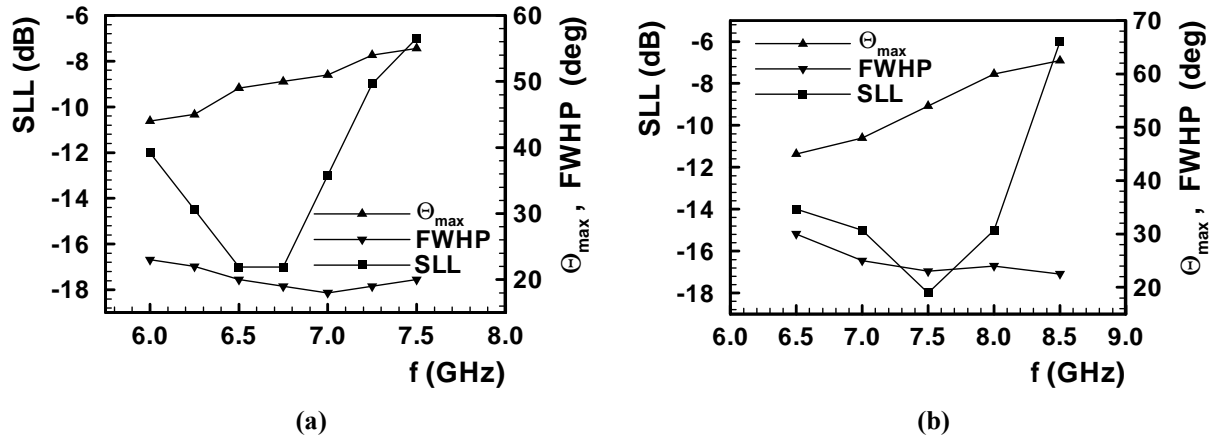 -6
-8
-10
-12
-14
-16
-18
SLL (dB)
60
50
40
30
20
Θmax, FWHP (deg)
Θmax
FWHP
SLL
6.0 6.5 7.0 7.5 8.0
f (GHz)
(a)
-6
-8
-10
-12
-14
-16
-18
SLL (dB)
70
60
50
40
30
20
Θmax, FWHP (deg)
Θmax
FWHP
SLL
6.0 6.5 7.0 7.5 8.0 8.5 9.0
f (GHz)
(b)